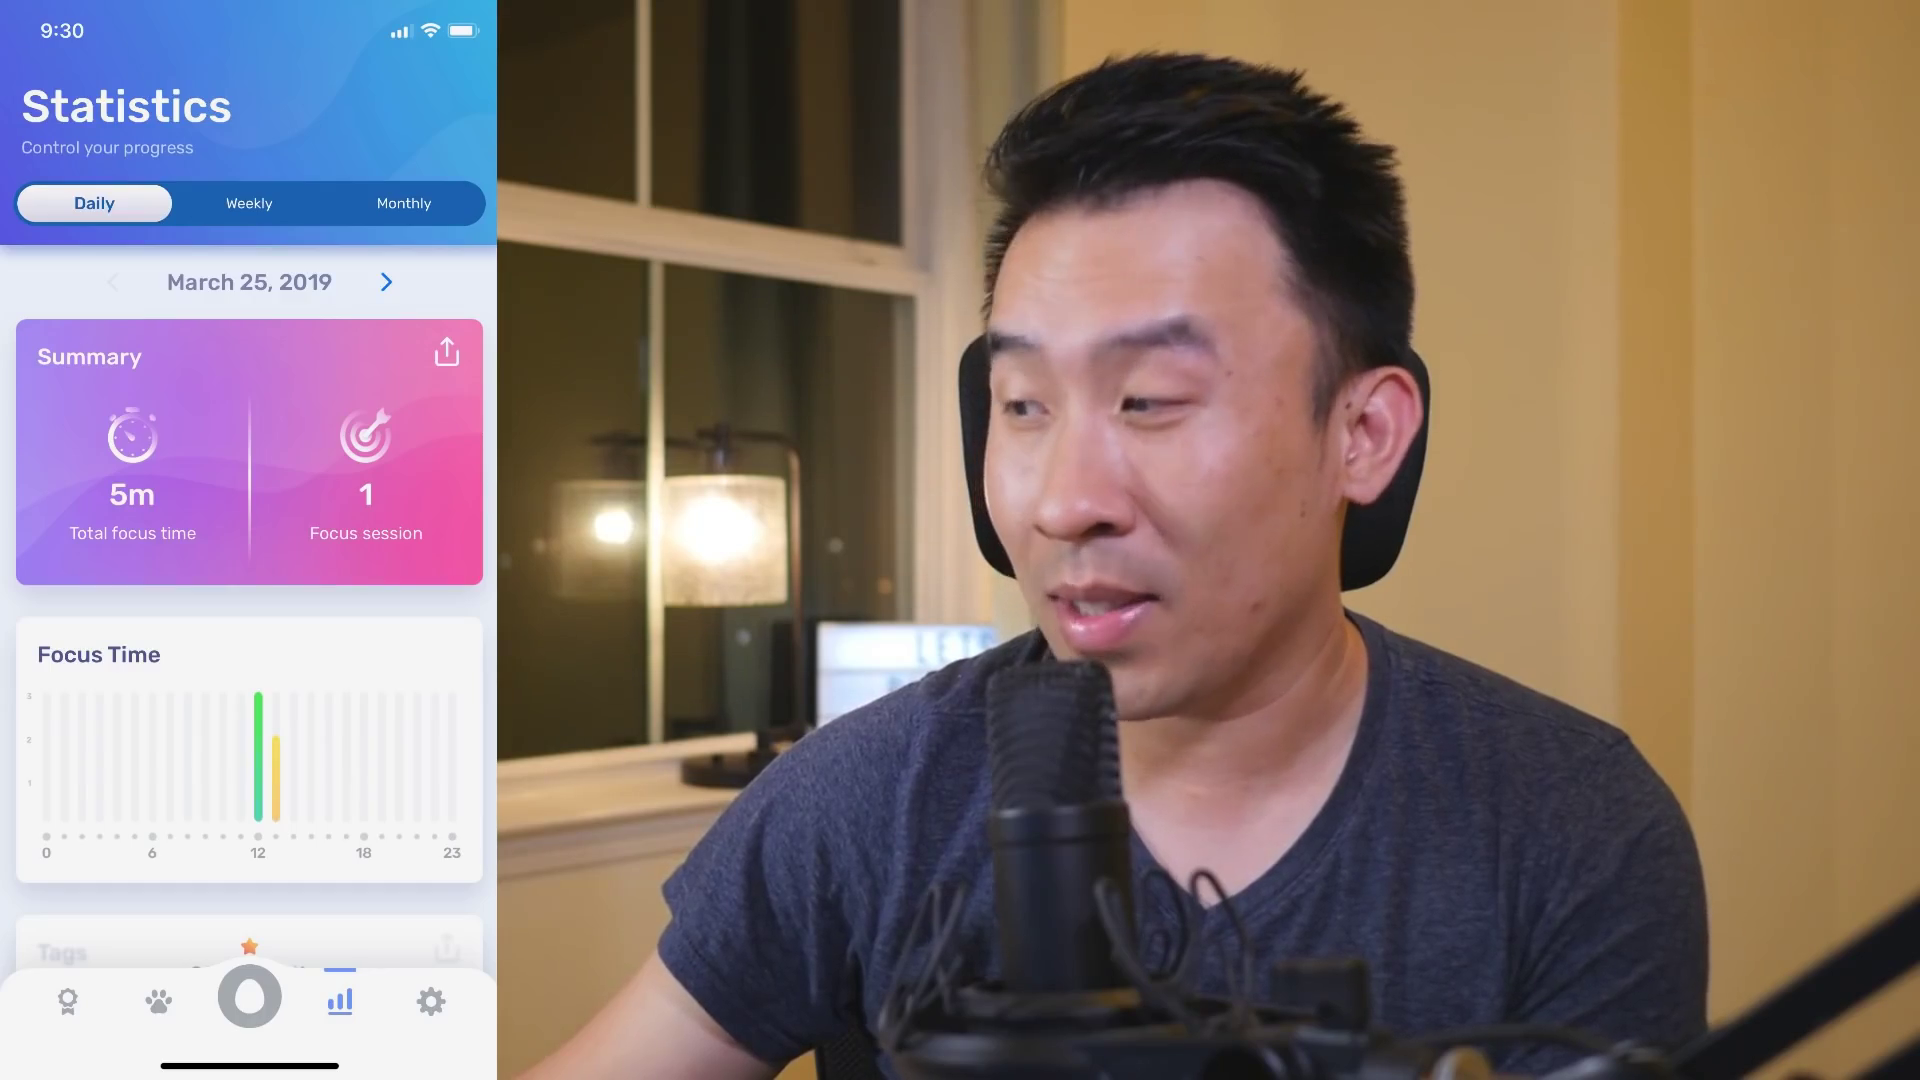 9:30
Statistics
Control your progress
Daily Weekly Monthly
March 25, 2019
Summary
5m 1
Total focus time Focus session
Focus Time
3
2
1
0 6 12 18 23
Tags
LETS